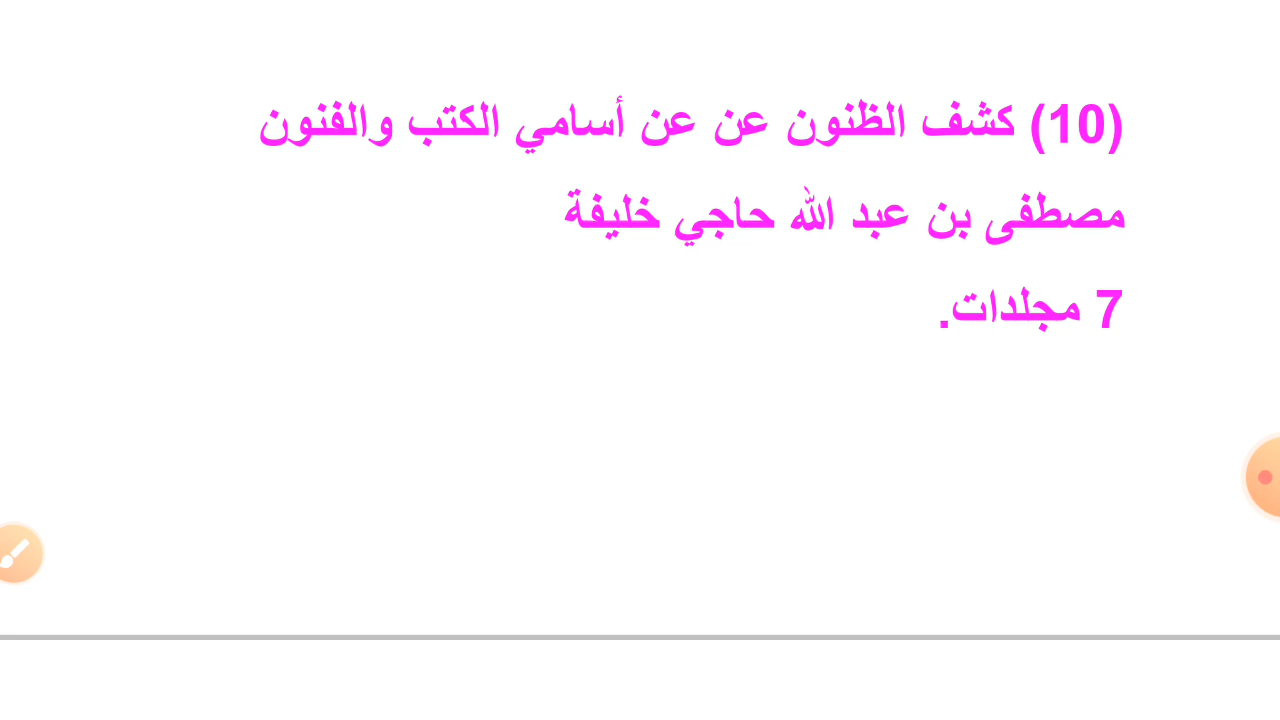 (10) كشف الظنون عن عن أسامي الكتب والفنون
مصطفى بن عبد الله حاجي خليفة
7 مجلدات.